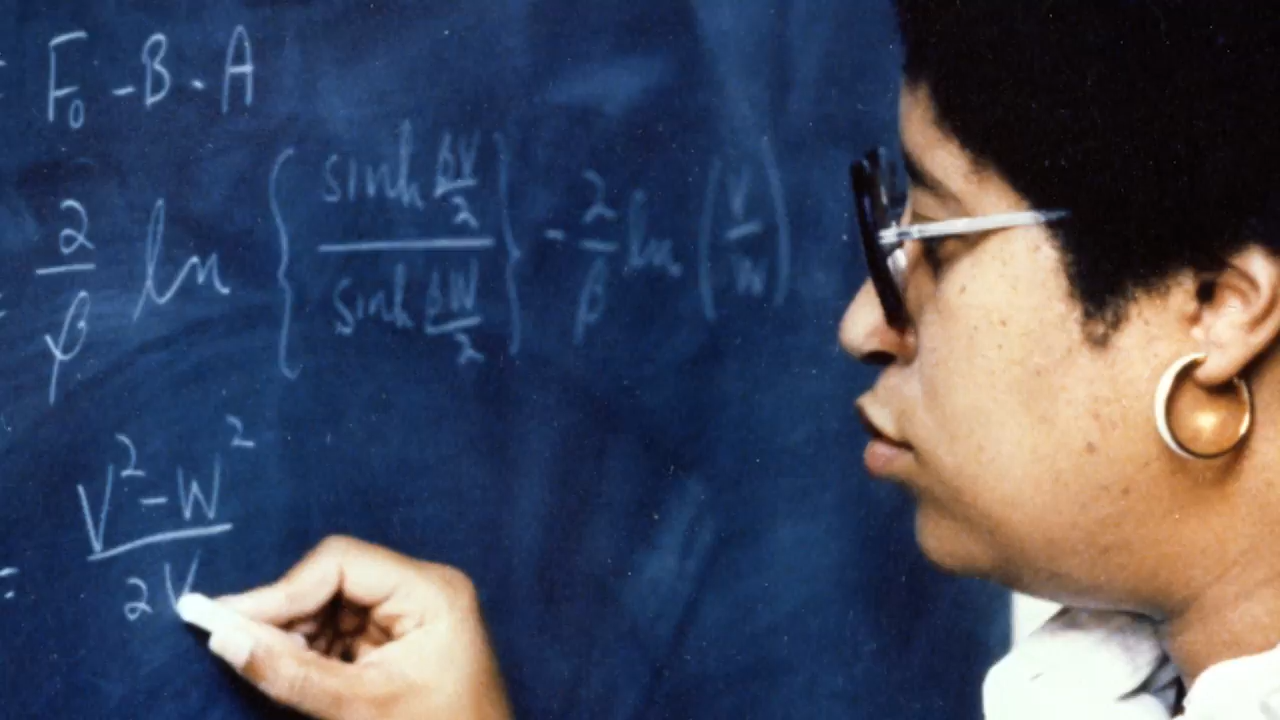 = F₀ - B - A
= 2/β ln { sinh βV/2 / sinh βW/2 } - 2/β ln ( V/W )
= V² - W² / 2V